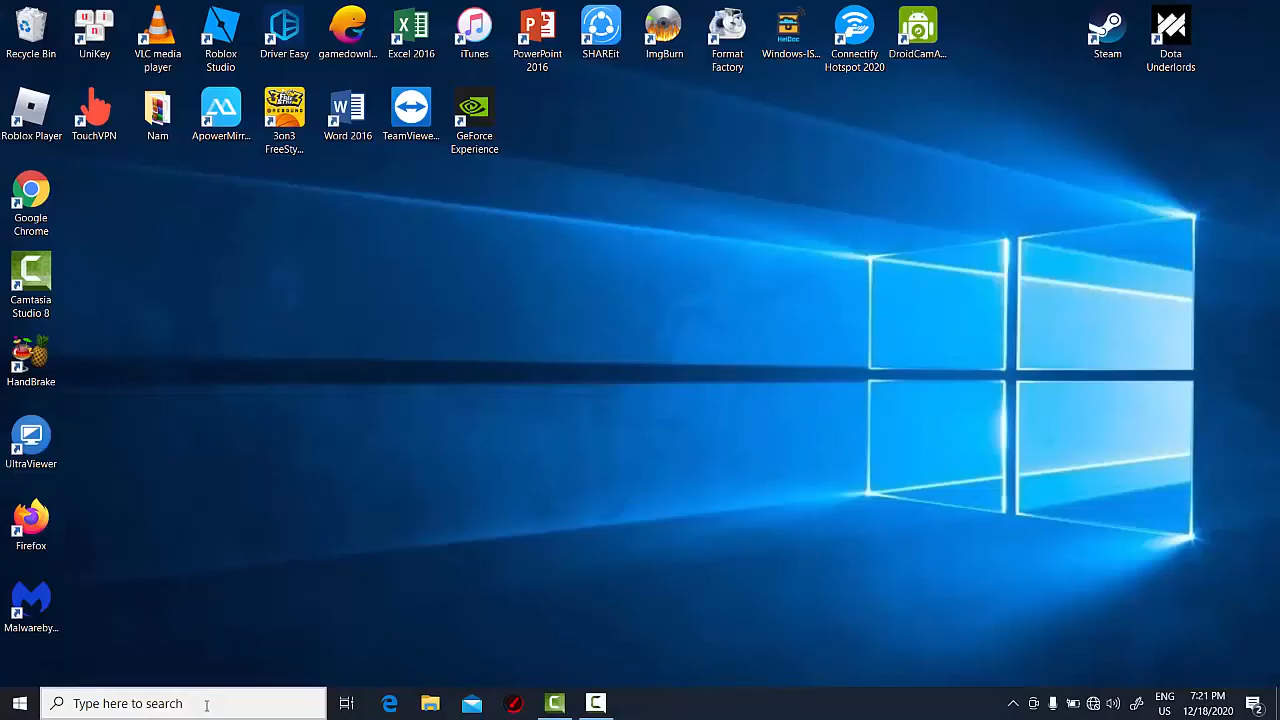 Recycle Bin
UniKey
VLC media
player
Roblox
Studio
Driver Easy
gamedownl...
Excel 2016
iTunes
PowerPoint
2016
SHAREit
ImgBurn
Format
Factory
Windows-IS...
Connectify
Hotspot 2020
DroidCamA...
Steam
Dota
Underlords
Roblox Player
TouchVPN
Nam
ApowerMirr...
3on3
FreeSty...
Word 2016
TeamViewe...
GeForce
Experience
Google
Chrome
Camtasia
Studio 8
HandBrake
UltraViewer
Firefox
Malwareby...
Type here to search
ENG
US
7:21 PM
12/18/2020
2